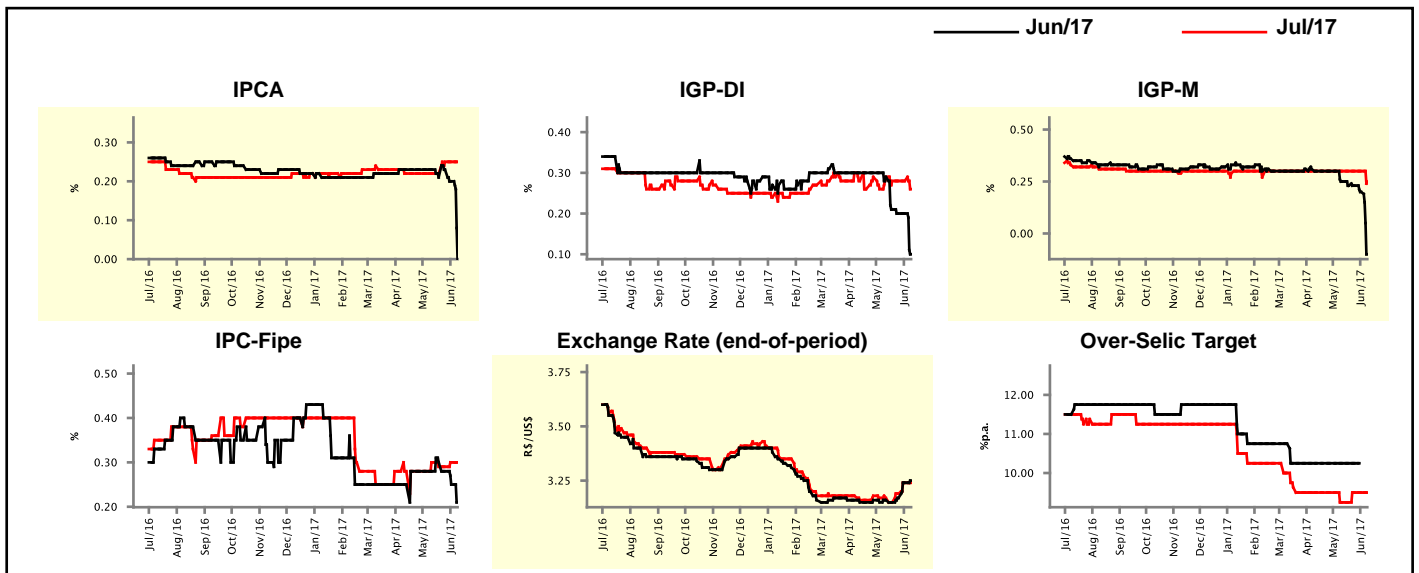 Jun/17
Jul/17
IPCA
IGP-DI
IGP-M
0.30
0.20
0.10
0.00
%
Jul/16
Aug/16
Sep/16
Oct/16
Nov/16
Dec/16
Jan/17
Feb/17
Mar/17
Apr/17
May/17
Jun/17
0.40
0.30
0.20
0.10
%
Jul/16
Aug/16
Sep/16
Oct/16
Nov/16
Dec/16
Jan/17
Feb/17
Mar/17
Apr/17
May/17
Jun/17
0.50
0.25
0.00
%
Jul/16
Aug/16
Sep/16
Oct/16
Nov/16
Dec/16
Jan/17
Feb/17
Mar/17
Apr/17
May/17
Jun/17
IPC-Fipe
Exchange Rate (end-of-period)
Over-Selic Target
0.50
0.40
0.30
0.20
%
Jul/16
Aug/16
Sep/16
Oct/16
Nov/16
Dec/16
Jan/17
Feb/17
Mar/17
Apr/17
May/17
Jun/17
3.75
3.50
3.25
R$/US$
Jul/16
Aug/16
Sep/16
Oct/16
Nov/16
Dec/16
Jan/17
Feb/17
Mar/17
Apr/17
May/17
Jun/17
12.00
11.00
10.00
%p.a.
Jul/16
Aug/16
Sep/16
Oct/16
Nov/16
Dec/16
Jan/17
Feb/17
Mar/17
Apr/17
May/17
Jun/17